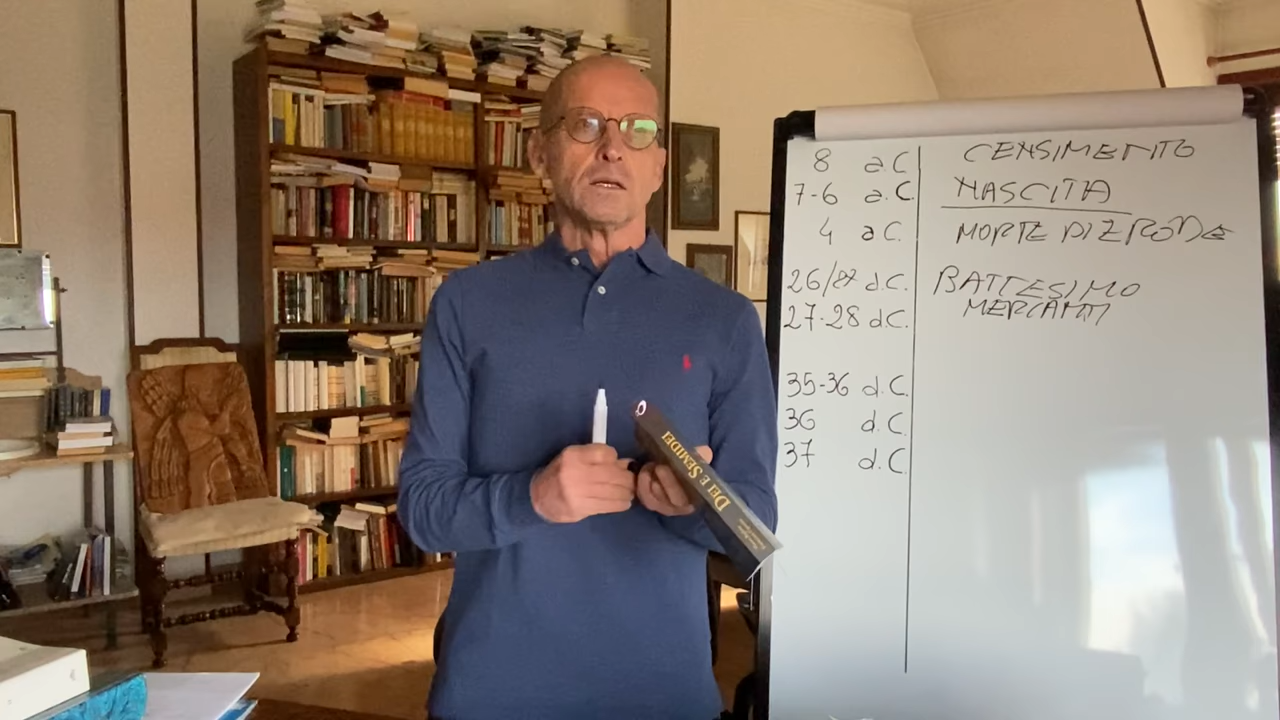 8 a.C. CENSIMENTO
7-6 a.C. NASCITA
4 a.C. MORTE DI ERODE
26/27 d.C. BATTESIMO
27-28 d.C. MERCANTI
35-36 d.C.
36 d.C.
37 d.C.
DEI E SEMIDEI